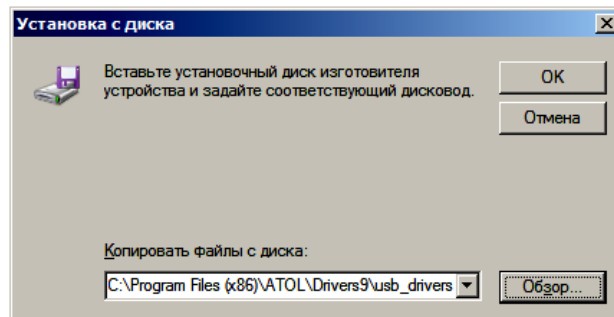 Установка с диска
Вставьте установочный диск изготовителя
устройства и задайте соответствующий дисковод.
OK
Отмена
Копировать файлы с диска:
C:\Program Files (x86)\ATOL\Drivers9\usb_drivers
Обзор...